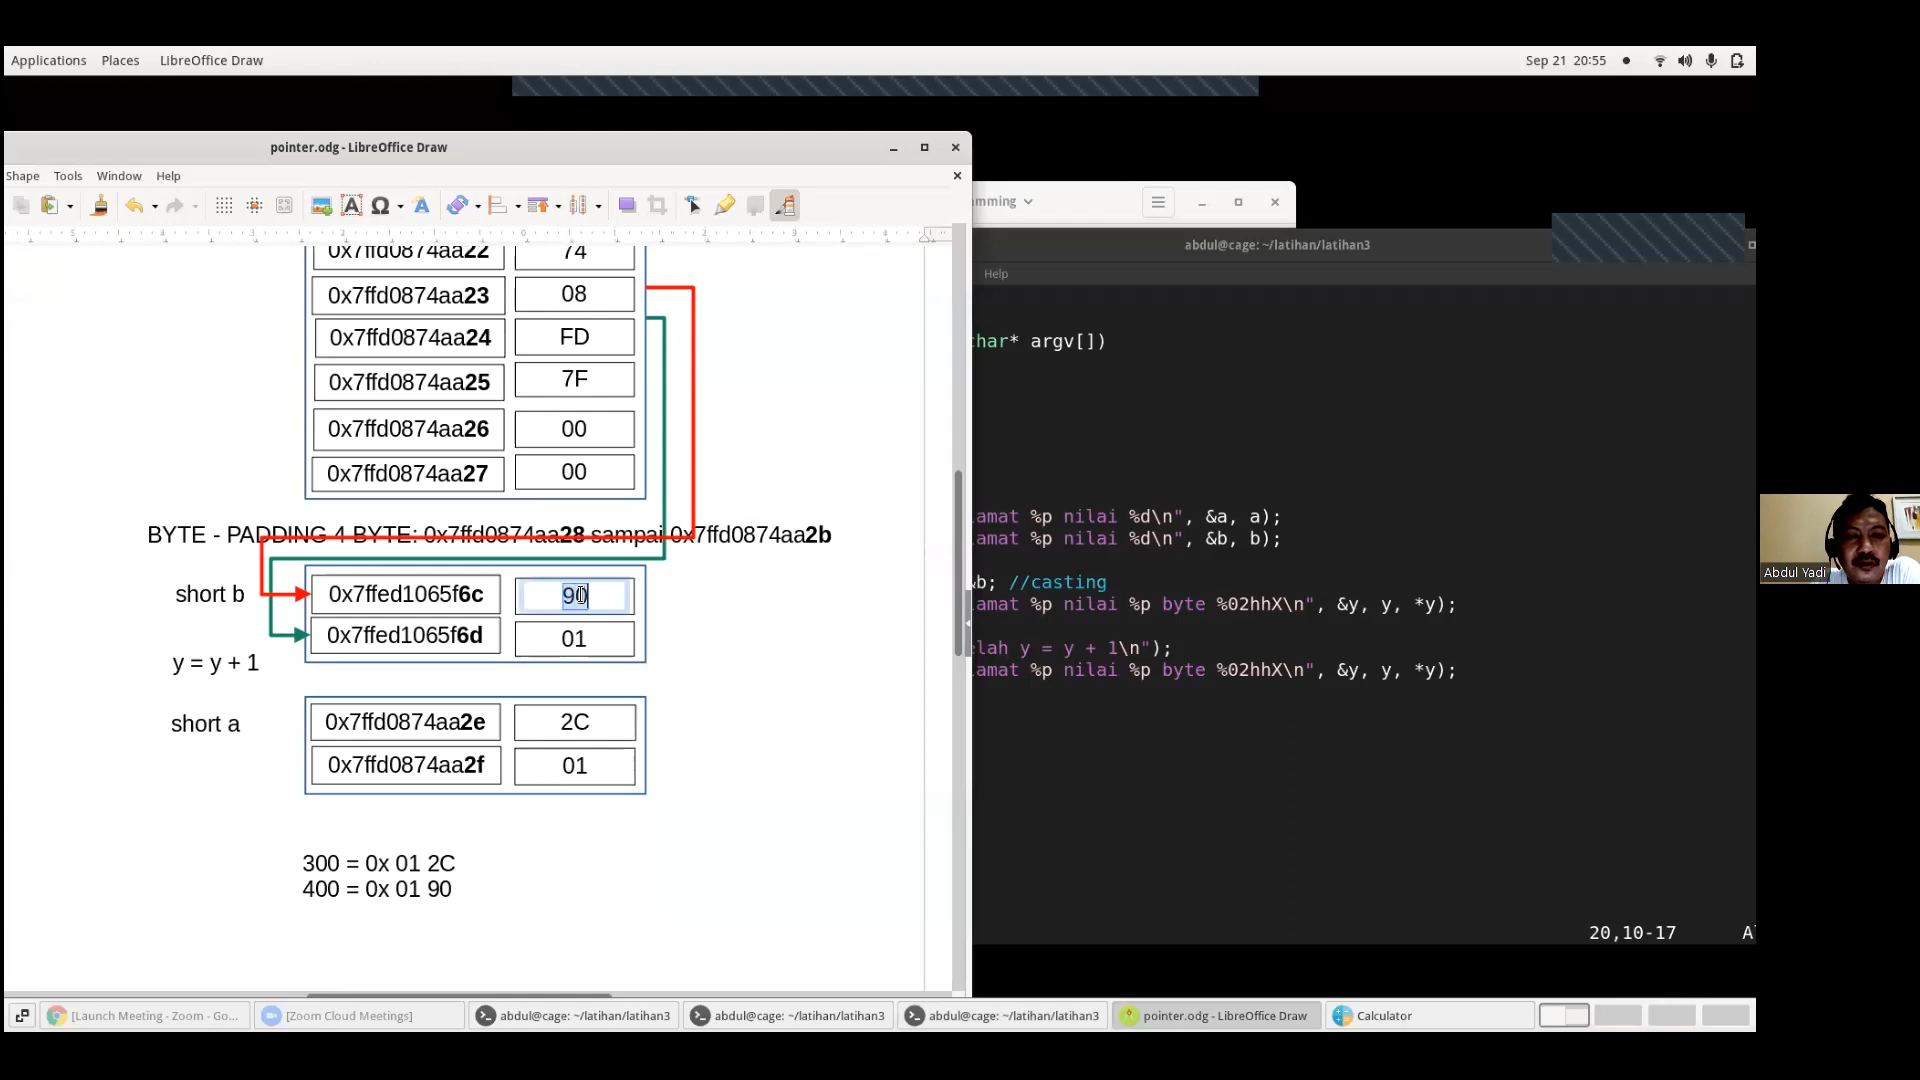 Applications Places LibreOffice Draw
Sep 21 20:55
pointer.odg - LibreOffice Draw
Shape Tools Window Help
mming
abdul@cage: ~/latihan/latihan3
Help
0x7ffd0874aa22 74
0x7ffd0874aa23 08
0x7ffd0874aa24 FD
0x7ffd0874aa25 7F
0x7ffd0874aa26 00
0x7ffd0874aa27 00
BYTE - PADDING 4 BYTE: 0x7ffd0874aa28 sampai 0x7ffd0874aa2b
short b 0x7ffed1065f6c 90
0x7ffed1065f6d 01
y = y + 1
short a 0x7ffd0874aa2e 2C
0x7ffd0874aa2f 01
300 = 0x 01 2C
400 = 0x 01 90
char* argv[])
amat %p nilai %d\n", &a, a);
amat %p nilai %d\n", &b, b);
&b; //casting
amat %p nilai %p byte %02hhX\n", &y, y, *y);
elah y = y + 1\n");
amat %p nilai %p byte %02hhX\n", &y, y, *y);
20,10-17
Abdul Yadi
[Launch Meeting - Zoom - Go... [Zoom Cloud Meetings] abdul@cage: ~/latihan/latihan3 abdul@cage: ~/latihan/latihan3 abdul@cage: ~/latihan/latihan3 pointer.odg - LibreOffice Draw Calculator